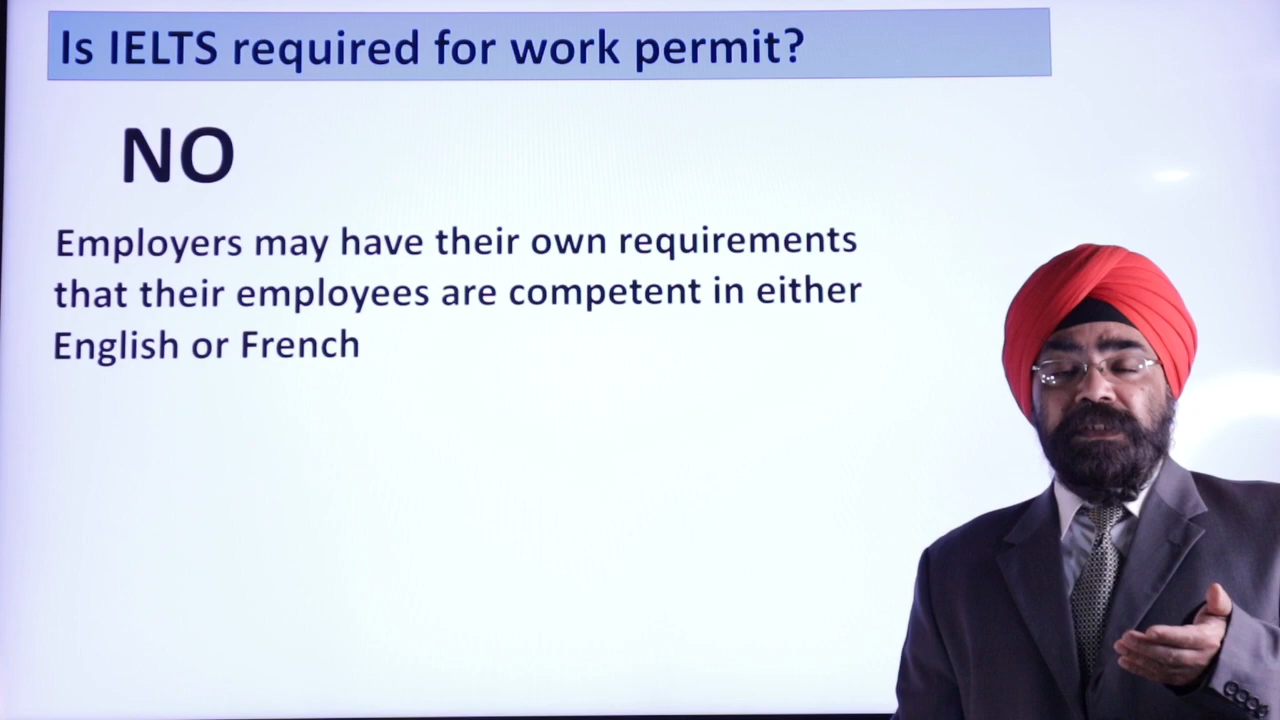 Is IELTS required for work permit?
NO
Employers may have their own requirements
that their employees are competent in either
English or French